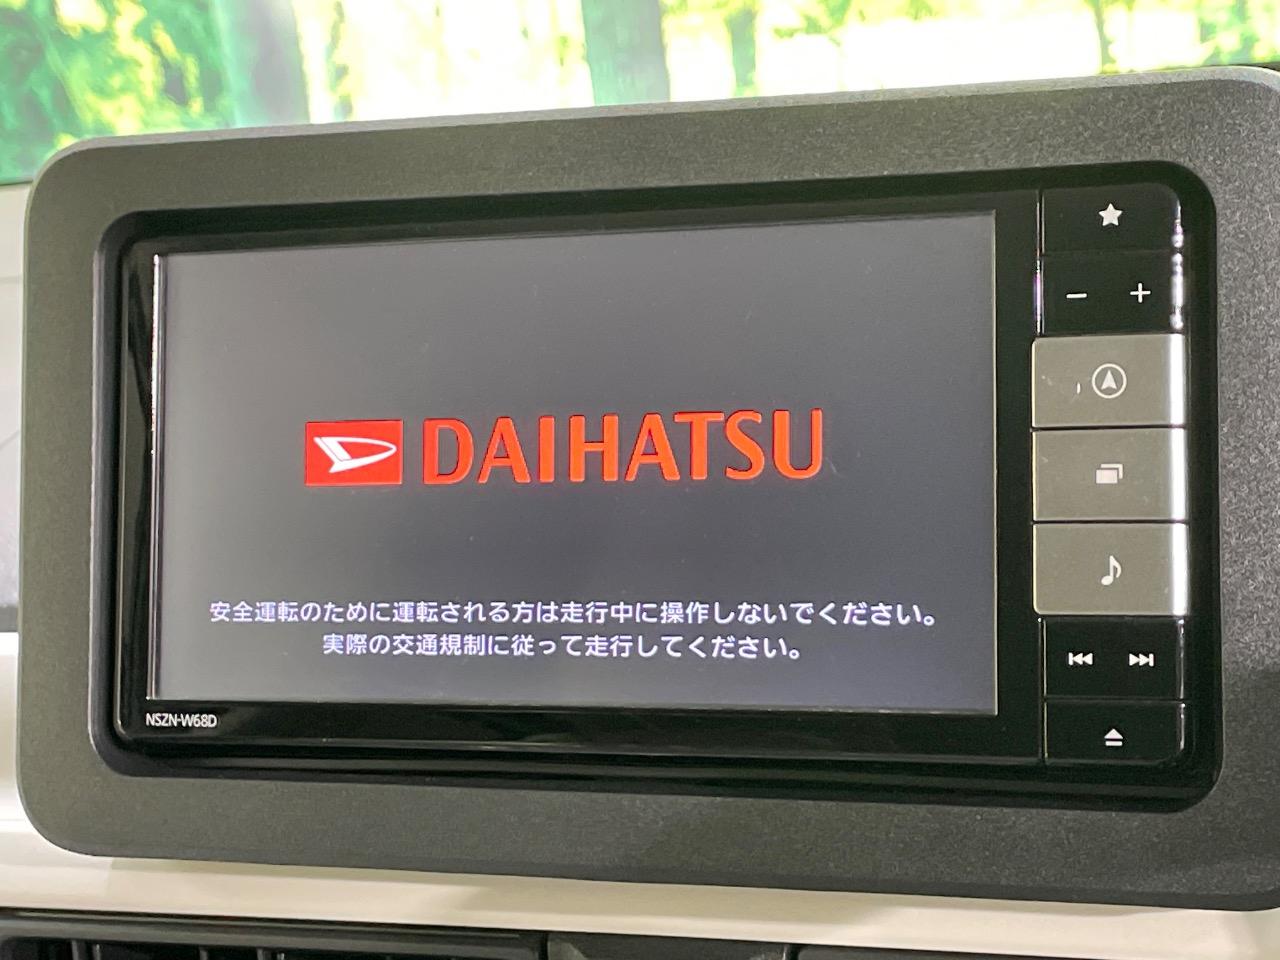 DAIHATSU
安全運転のために運転される方は走行中に操作しないでください。
実際の交通規制に従って走行してください。
NSZN-W68D